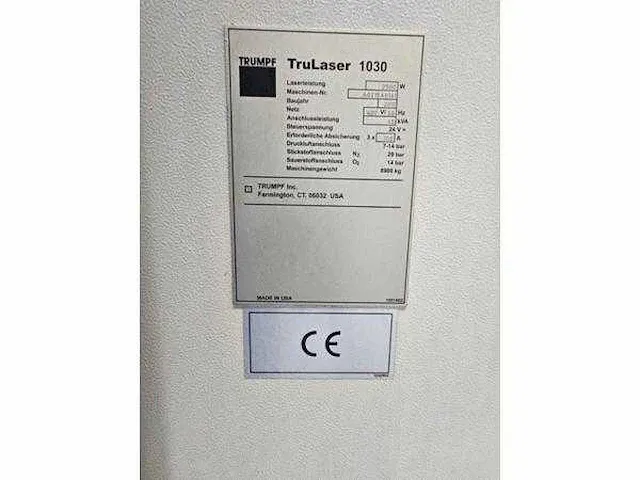 TRUMPF
TruLaser 1030
Laserleistung W
Maschinen-Nr.
Baujahr
Netz V/ Hz
Anschlussleistung kVA
Steuerspannung 24 V =
Erforderliche Absicherung 3 x A
Druckluftanschluss 7-14 bar
Stickstoffanschluss N2 29 bar
Sauerstoffanschluss O2 14 bar
Maschinengewicht kg
TRUMPF Inc.
Farmington, CT. 06032 USA
MADE IN USA
CE